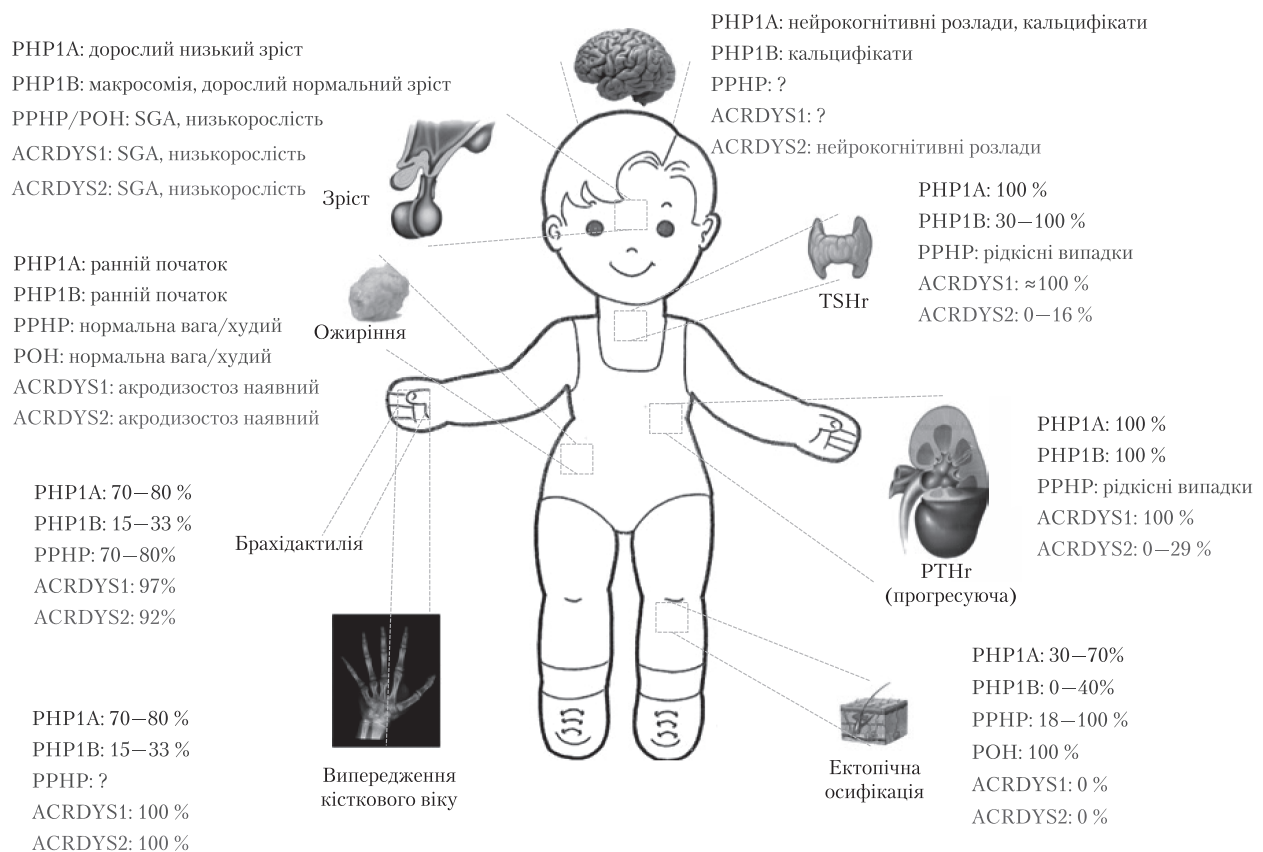 PHP1A: дорослий низький зріст
PHP1B: макросомія, дорослий нормальний зріст
PPHP/POH: SGA, низькорослість
ACRDYS1: SGA, низькорослість
ACRDYS2: SGA, низькорослість
Зріст
PHP1A: нейрокогнітивні розлади, кальцифікати
PHP1B: кальцифікати
PPHP: ?
ACRDYS1: ?
ACRDYS2: нейрокогнітивні розлади
PHP1A: 100 %
PHP1B: 30—100 %
PPHP: рідкісні випадки
ACRDYS1: ≈100 %
ACRDYS2: 0—16 %
TSHr
PHP1A: ранній початок
PHP1B: ранній початок
PPHP: нормальна вага/худий
POH: нормальна вага/худий
ACRDYS1: акродизостоз наявний
ACRDYS2: акродизостоз наявний
Ожиріння
PHP1A: 100 %
PHP1B: 100 %
PPHP: рідкісні випадки
ACRDYS1: 100 %
ACRDYS2: 0—29 %
PTHr
(прогресуюча)
PHP1A: 70—80 %
PHP1B: 15—33 %
PPHP: 70—80%
ACRDYS1: 97%
ACRDYS2: 92%
Брахідактилія
PHP1A: 30—70%
PHP1B: 0—40%
PPHP: 18—100 %
POH: 100 %
ACRDYS1: 0 %
ACRDYS2: 0 %
Ектопічна
осифікація
PHP1A: 70—80 %
PHP1B: 15—33 %
PPHP: ?
ACRDYS1: 100 %
ACRDYS2: 100 %
Випередження
кісткового віку